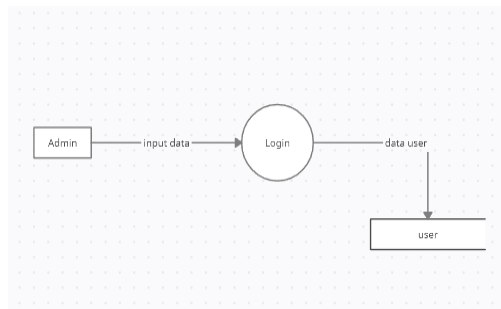 Admin
input data
Login
data user
user